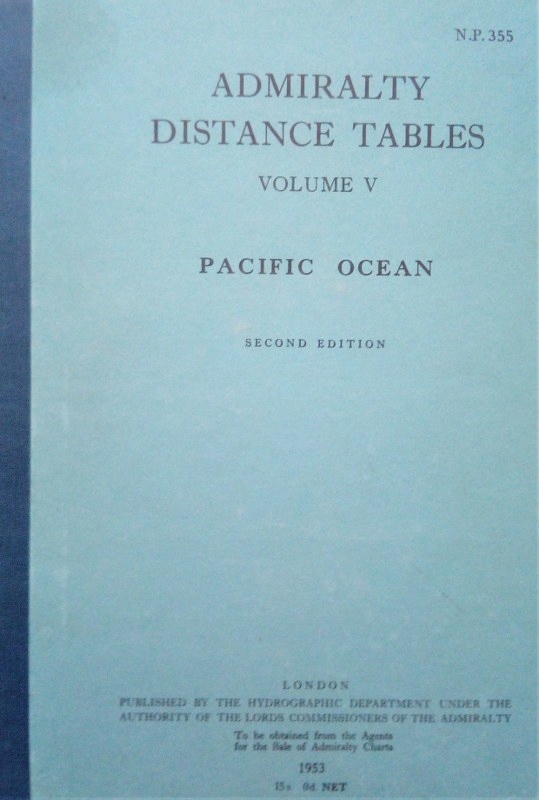 N.P. 355
ADMIRALTY
DISTANCE TABLES
VOLUME V
PACIFIC OCEAN
SECOND EDITION
LONDON
PUBLISHED BY THE HYDROGRAPHIC DEPARTMENT UNDER THE
AUTHORITY OF THE LORDS COMMISSIONERS OF THE ADMIRALTY
To be obtained from the Agents
for the Sale of Admiralty Charts
1953
15s 0d. NET